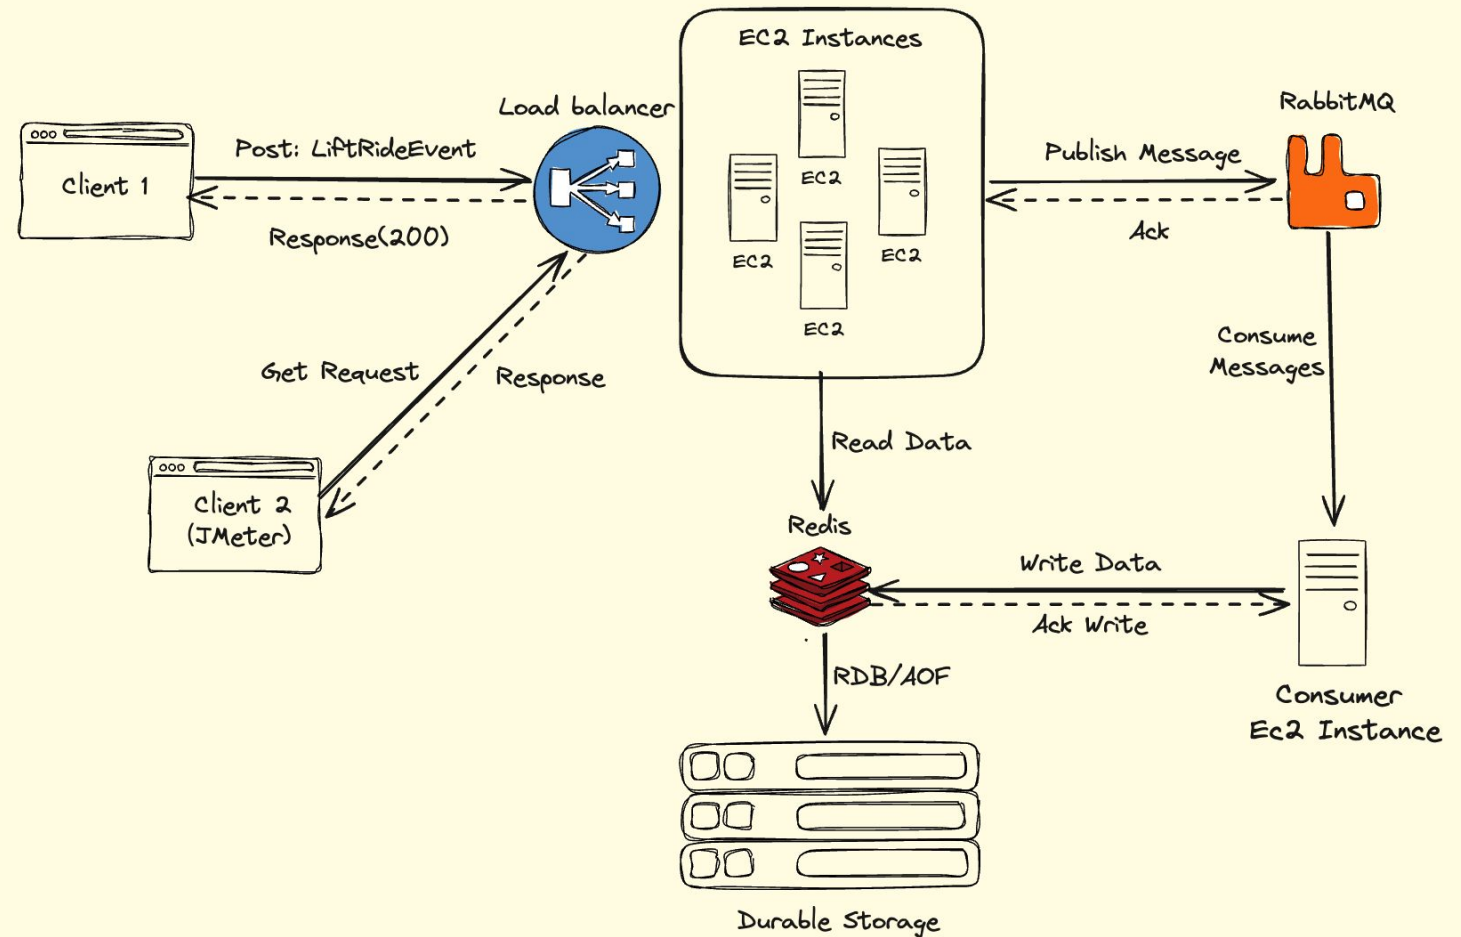 EC2 Instances
Load balancer
RabbitMQ
Post: LiftRideEvent
Publish Message
Client 1
EC2
Response(200)
Ack
EC2
EC2
EC2
Consume
Messages
Get Request
Response
Read Data
Client 2
(JMeter)
Redis
Write Data
Ack Write
RDB/AOF
Consumer
Ec2 Instance
Durable Storage